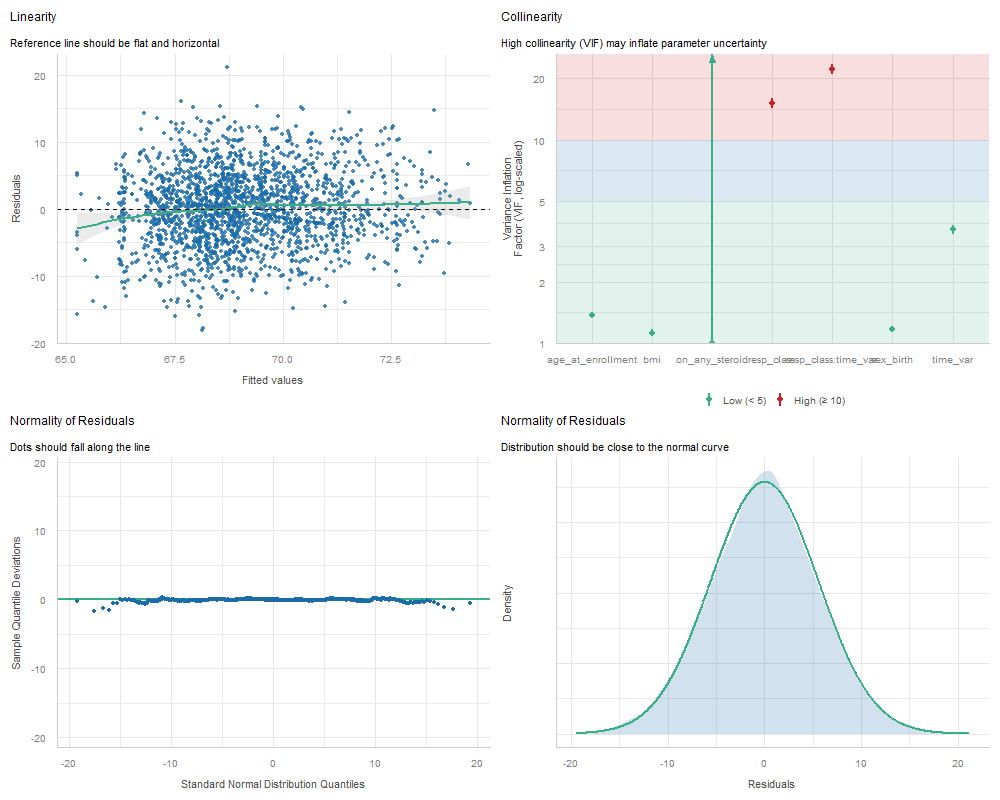 Linearity
Reference line should be flat and horizontal
20
10
0
-10
-20
Residuals
65.0
67.5
70.0
72.5
Fitted values
Collinearity
High collinearity (VIF) may inflate parameter uncertainty
20
10
5
3
2
1
Variance Inflation
Factor (VIF, log-scaled)
age_at_enrollment
bmi
on_any_steroid
resp_class
resp_class:time_var
sex_birth
time_var
Low (< 5)
High (≥ 10)
Normality of Residuals
Dots should fall along the line
20
10
0
-10
-20
Sample Quantile Deviations
-20
-10
0
10
20
Standard Normal Distribution Quantiles
Normality of Residuals
Distribution should be close to the normal curve
Density
-20
-10
0
10
20
Residuals